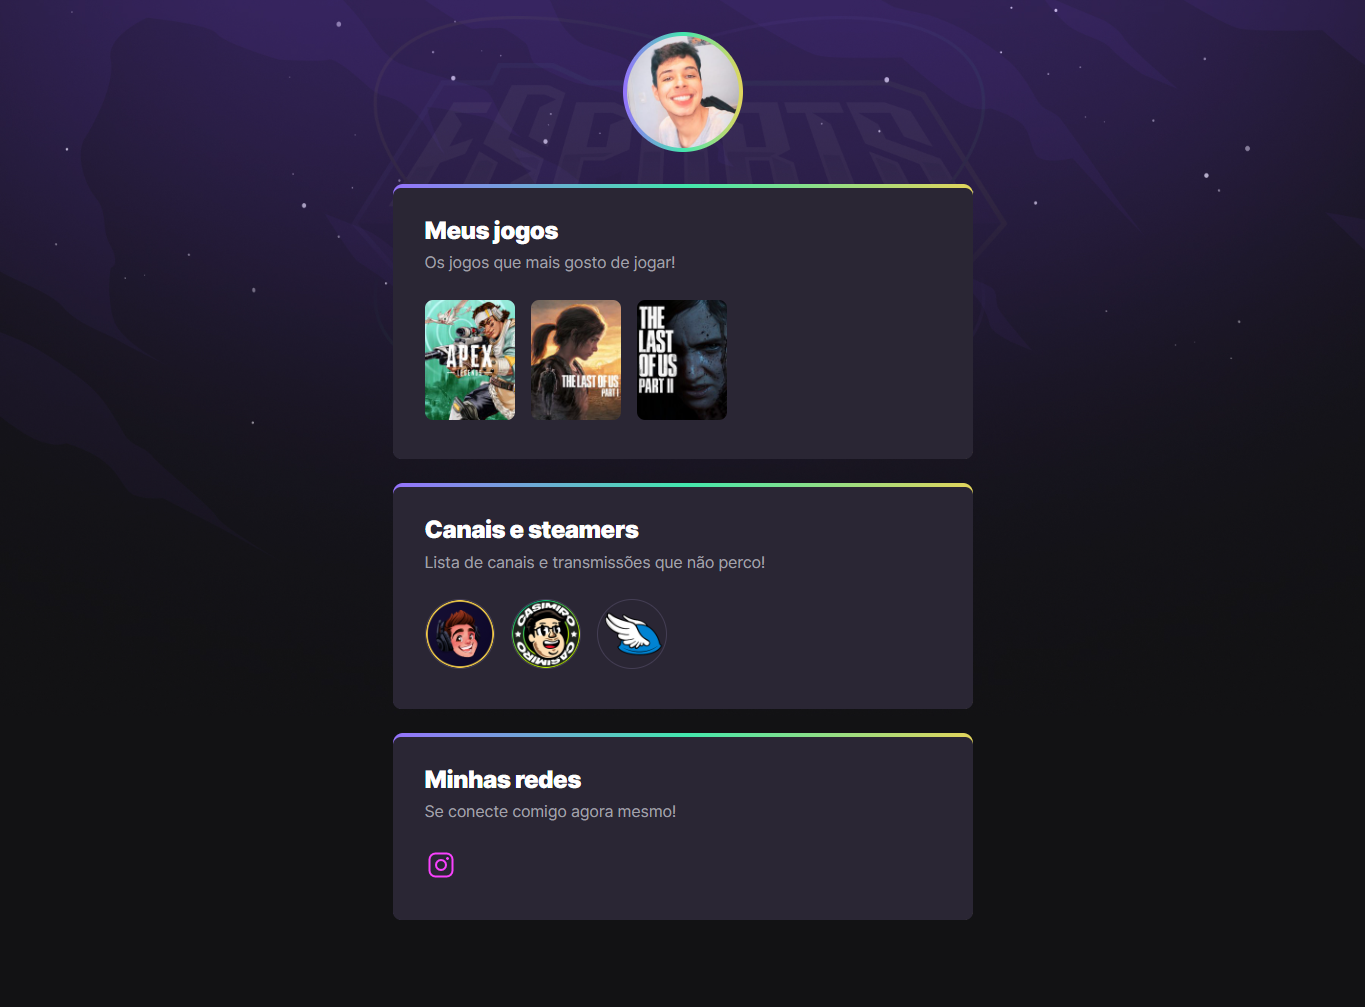 ESPORTS
Meus jogos
Os jogos que mais gosto de jogar!
APEX
LEGENDS
THE LAST OF US
PART I
THE
LAST
OF US
PART II
Canais e steamers
Lista de canais e transmissões que não perco!
CASIMIRO
CASIMIRO
Minhas redes
Se conecte comigo agora mesmo!